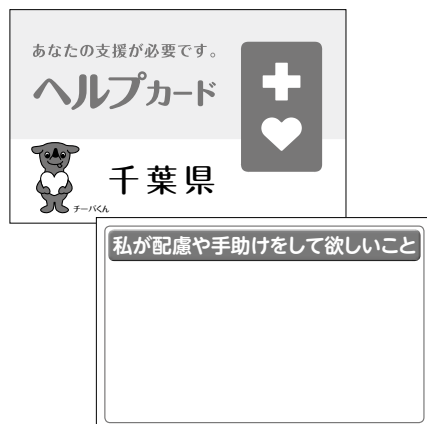 あなたの支援が必要です。
ヘルプカード
チーバくん
千葉県
私が配慮や手助けをして欲しいこと